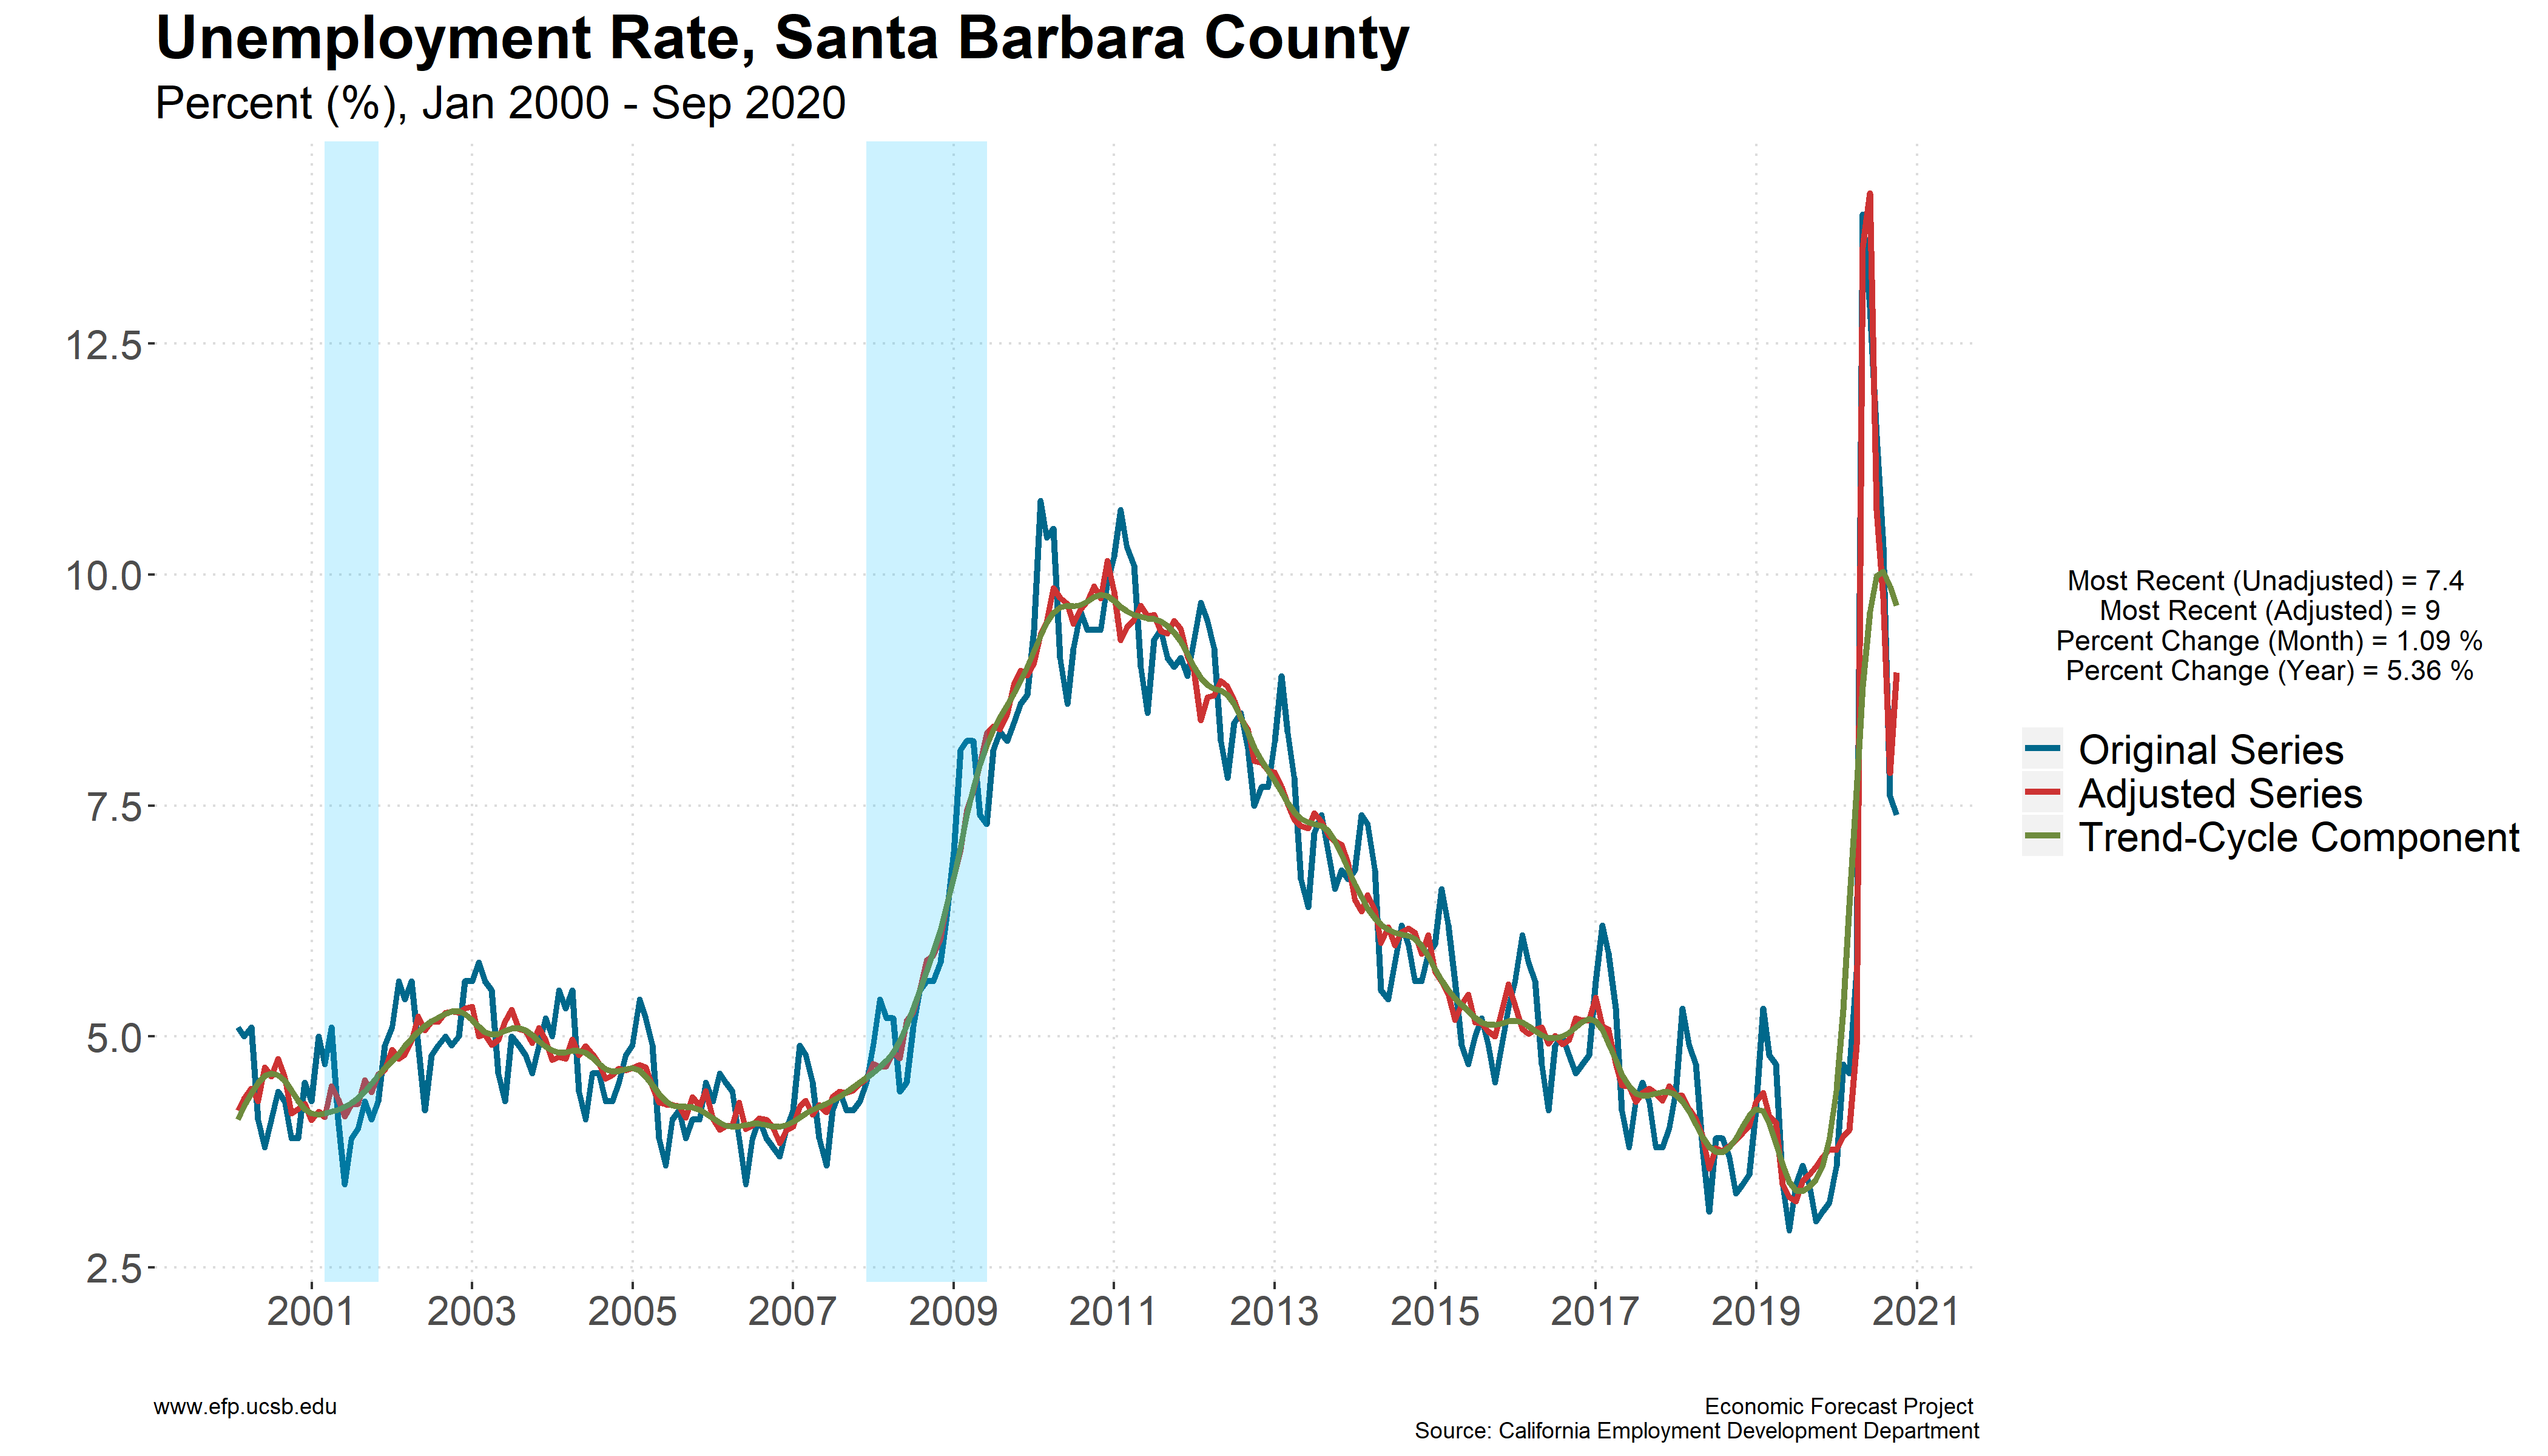 Unemployment Rate, Santa Barbara County
Percent (%), Jan 2000 - Sep 2020
12.5
10.0
7.5
5.0
2.5
2001 2003 2005 2007 2009 2011 2013 2015 2017 2019 2021
Most Recent (Unadjusted) = 7.4
Most Recent (Adjusted) = 9
Percent Change (Month) = 1.09 %
Percent Change (Year) = 5.36 %
Original Series
Adjusted Series
Trend-Cycle Component
www.efp.ucsb.edu
Economic Forecast Project
Source: California Employment Development Department